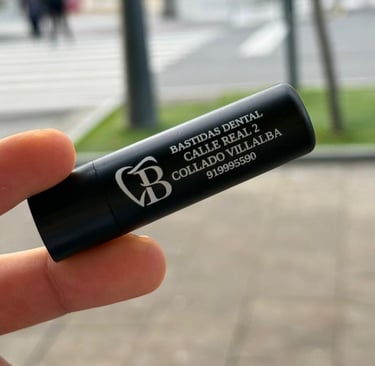 BASTIDAS DENTAL
CALLE REAL 2
COLLADO VILLALBA
919995590
B